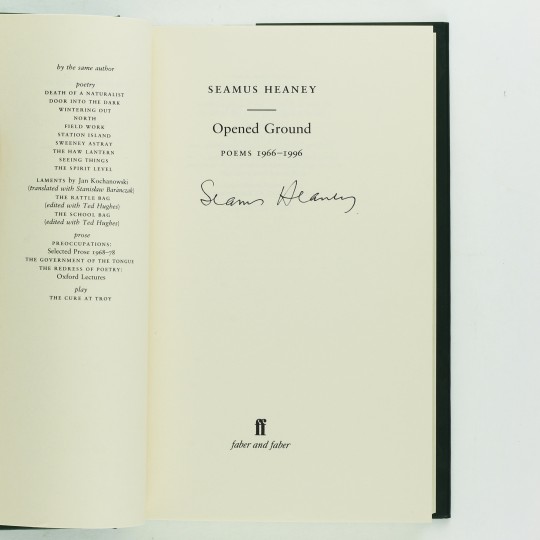 by the same author
poetry
DEATH OF A NATURALIST
DOOR INTO THE DARK
WINTERING OUT
NORTH
FIELD WORK
STATION ISLAND
SWEENEY ASTRAY
THE HAW LANTERN
SEEING THINGS
THE SPIRIT LEVEL
LAMENTS by Jan Kochanowski
(translated with Stanisław Barańczak)
THE RATTLE BAG
(edited with Ted Hughes)
THE SCHOOL BAG
(edited with Ted Hughes)
prose
PREOCCUPATIONS:
Selected Prose 1968–78
THE GOVERNMENT OF THE TONGUE
THE REDRESS OF POETRY:
Oxford Lectures
play
THE CURE AT TROY
SEAMUS HEANEY
Opened Ground
POEMS 1966–1996
Seamus Heaney
ff
faber and faber